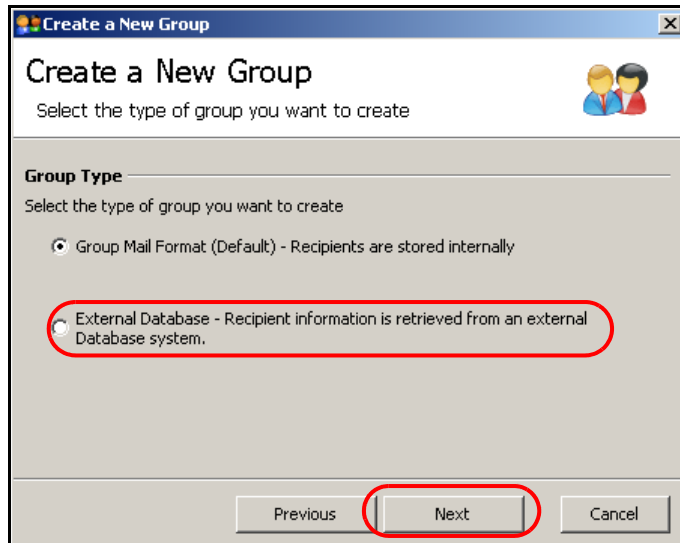 Create a New Group
Create a New Group
Select the type of group you want to create
Group Type
Select the type of group you want to create
Group Mail Format (Default) - Recipients are stored internally
External Database - Recipient information is retrieved from an external
Database system.
Previous
Next
Cancel